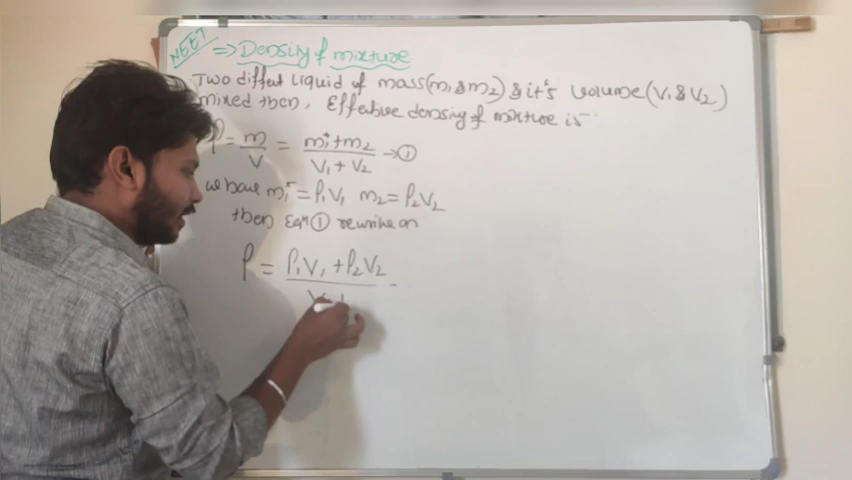 NEET
⇒ Density of mixture
Two diffent Liquid of mass(m₁ & m₂) & it's Volume (V₁ & V₂)
mixed then, Effective density of mixture is
ρ = m/V = (m₁+m₂)/(V₁+V₂) → ①
we have m₁ = ρ₁V₁ m₂ = ρ₂V₂
then Eqn ① rewrite on
ρ = (ρ₁V₁ + ρ₂V₂)/(V +